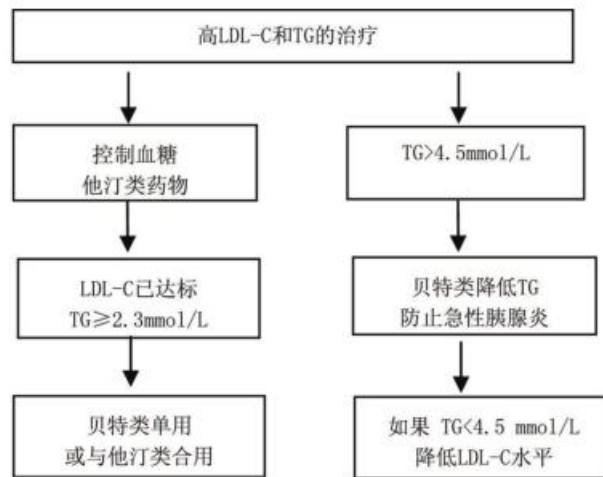 高LDL-C和TG的治疗
控制血糖
他汀类药物
LDL-C已达标
TG≥2.3mmol/L
贝特类单用
或与他汀类合用
TG>4.5mmol/L
贝特类降低TG
防止急性胰腺炎
如果 TG<4.5 mmol/L
降低LDL-C水平